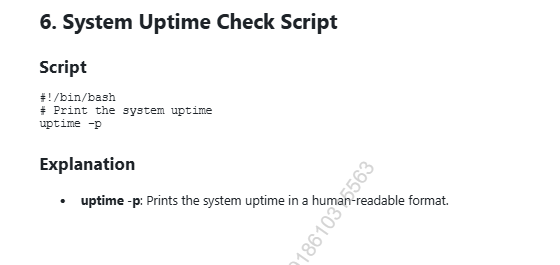 6. System Uptime Check Script
Script
#!/bin/bash
# Print the system uptime
uptime -p
Explanation
• uptime -p: Prints the system uptime in a human-readable format.